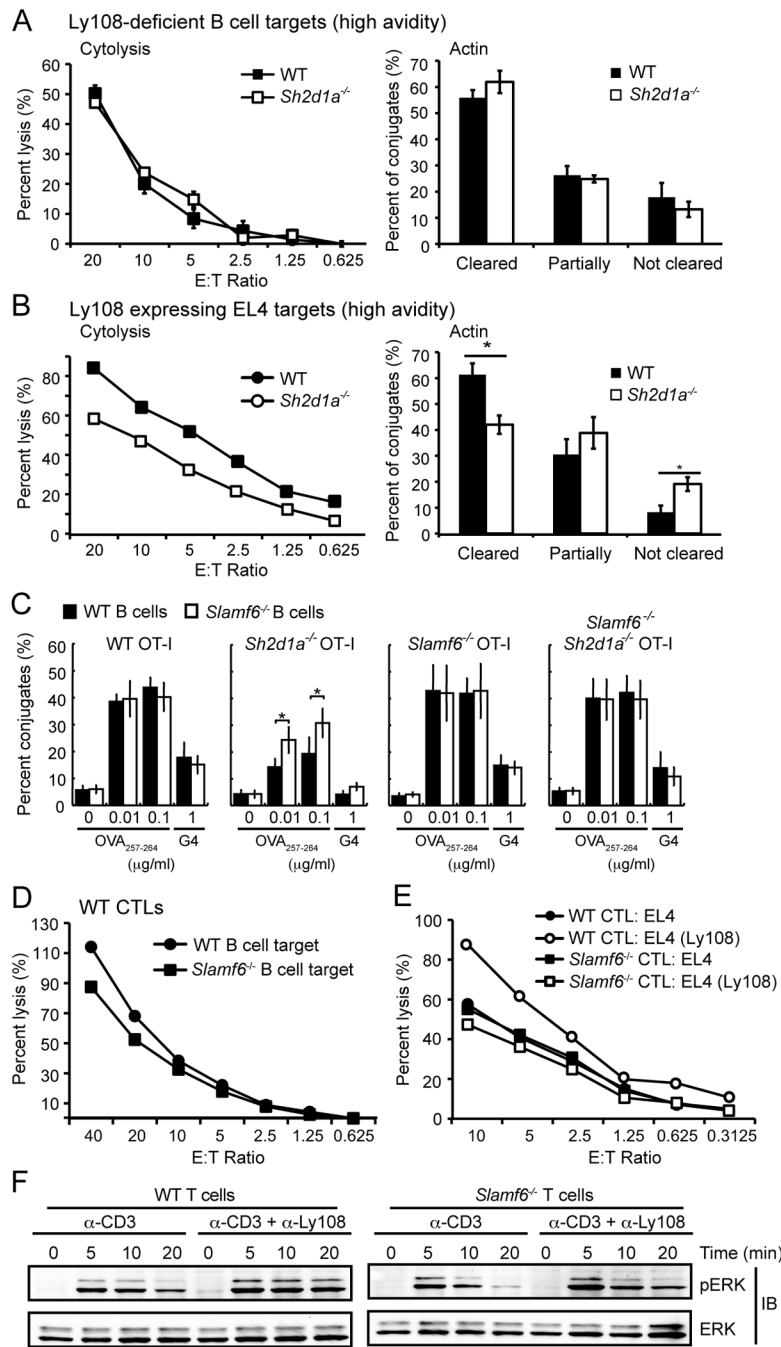 A
Ly108-deficient B cell targets (high avidity)
Cytolysis
WT
Sh2d1a-/-
Percent lysis (%)
60
50
40
30
20
10
0
20 10 5 2.5 1.25 0.625
E:T Ratio
Actin
WT
Sh2d1a-/-
Percent of conjugates (%)
70
60
50
40
30
20
10
0
Cleared Partially Not cleared
B
Ly108 expressing EL4 targets (high avidity)
Cytolysis
WT
Sh2d1a-/-
Percent lysis (%)
80
60
40
20
0
20 10 5 2.5 1.25 0.625
E:T Ratio
Actin
*
*
WT
Sh2d1a-/-
Percent of conjugates (%)
70
60
50
40
30
20
10
0
Cleared Partially Not cleared
C
WT B cells Slamf6-/- B cells
WT OT-I
Sh2d1a-/- OT-I
Slamf6-/- OT-I
Slamf6-/-
Sh2d1a-/- OT-I
Percent conjugates (%)
60
50
40
30
20
10
0
* *
0 0.01 0.1 1
OVA257-264 G4
(µg/ml)
0 0.01 0.1 1
OVA257-264 G4
(µg/ml)
0 0.01 0.1 1
OVA257-264 G4
(µg/ml)
0 0.01 0.1 1
OVA257-264 G4
(µg/ml)
D
WT CTLs
WT B cell target
Slamf6-/- B cell target
Percent lysis (%)
130
110
90
70
50
30
10
40 20 10 5 2.5 1.25 0.625
E:T Ratio
E
WT CTL: EL4
WT CTL: EL4 (Ly108)
Slamf6-/- CTL: EL4
Slamf6-/- CTL: EL4 (Ly108)
Percent lysis (%)
100
80
60
40
20
0
10 5 2.5 1.25 0.625 0.3125
E:T Ratio
F
WT T cells
Slamf6-/- T cells
α-CD3 α-CD3 + α-Ly108
α-CD3 α-CD3 + α-Ly108
0 5 10 20 0 5 10 20
0 5 10 20 0 5 10 20
Time (min)
pERK
ERK
IB